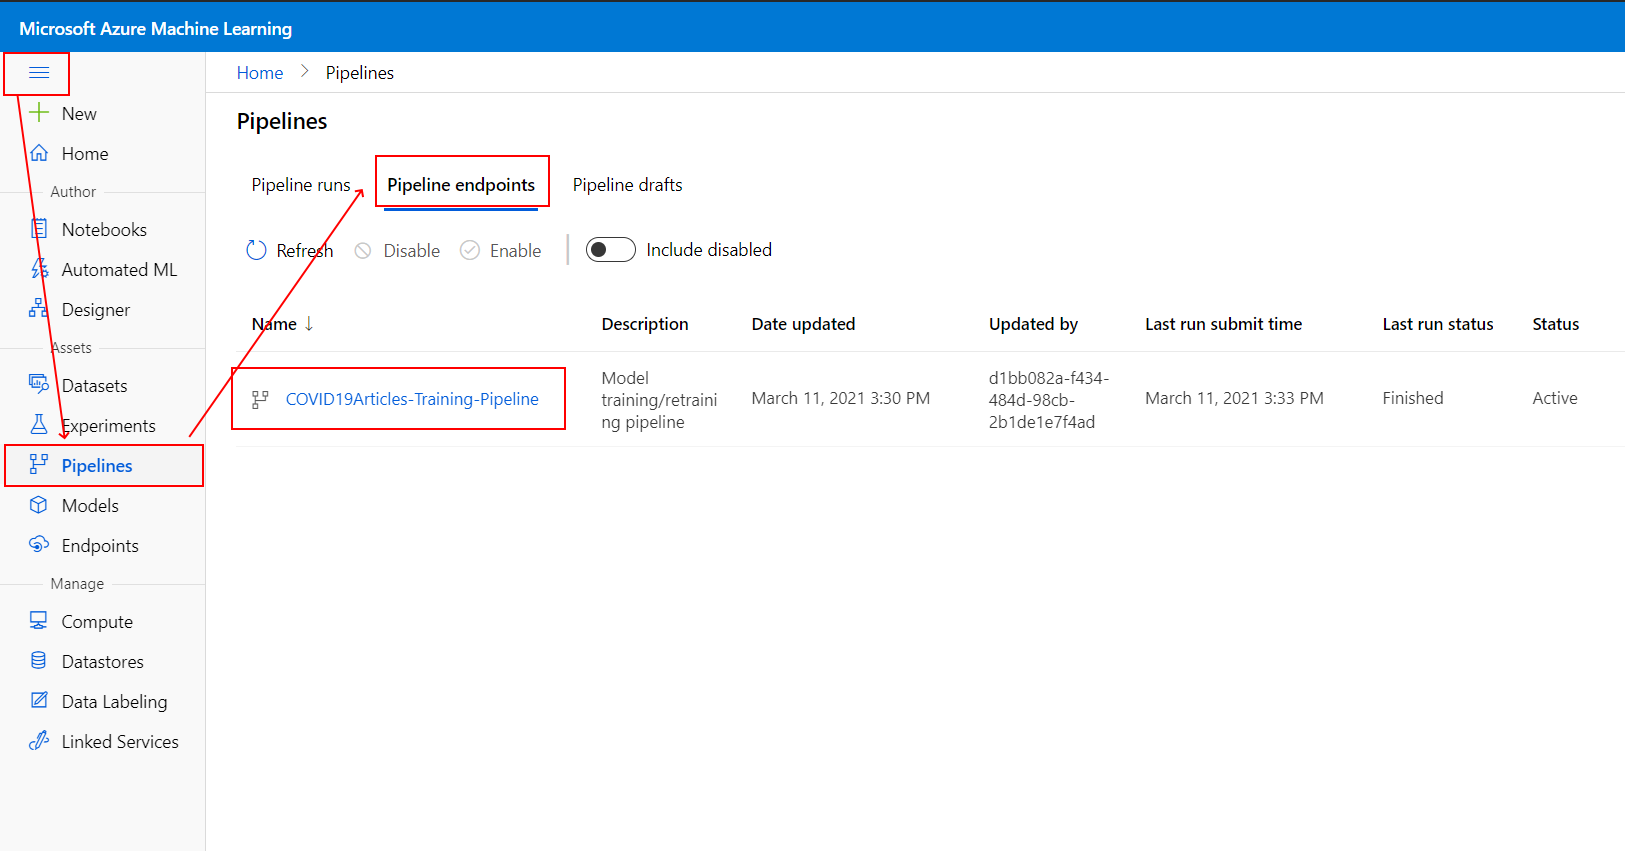 Microsoft Azure Machine Learning
Home > Pipelines
New
Home
Author
Notebooks
Automated ML
Designer
Assets
Datasets
Experiments
Pipelines
Models
Endpoints
Manage
Compute
Datastores
Data Labeling
Linked Services
Pipelines
Pipeline runs Pipeline endpoints Pipeline drafts
Refresh Disable Enable Include disabled
Name ↓ Description Date updated Updated by Last run submit time Last run status Status
COVID19Articles-Training-Pipeline
Model
training/retraini
ng pipeline
March 11, 2021 3:30 PM
d1bb082a-f434-
484d-98cb-
2b1de1e7f4ad
March 11, 2021 3:33 PM
Finished
Active